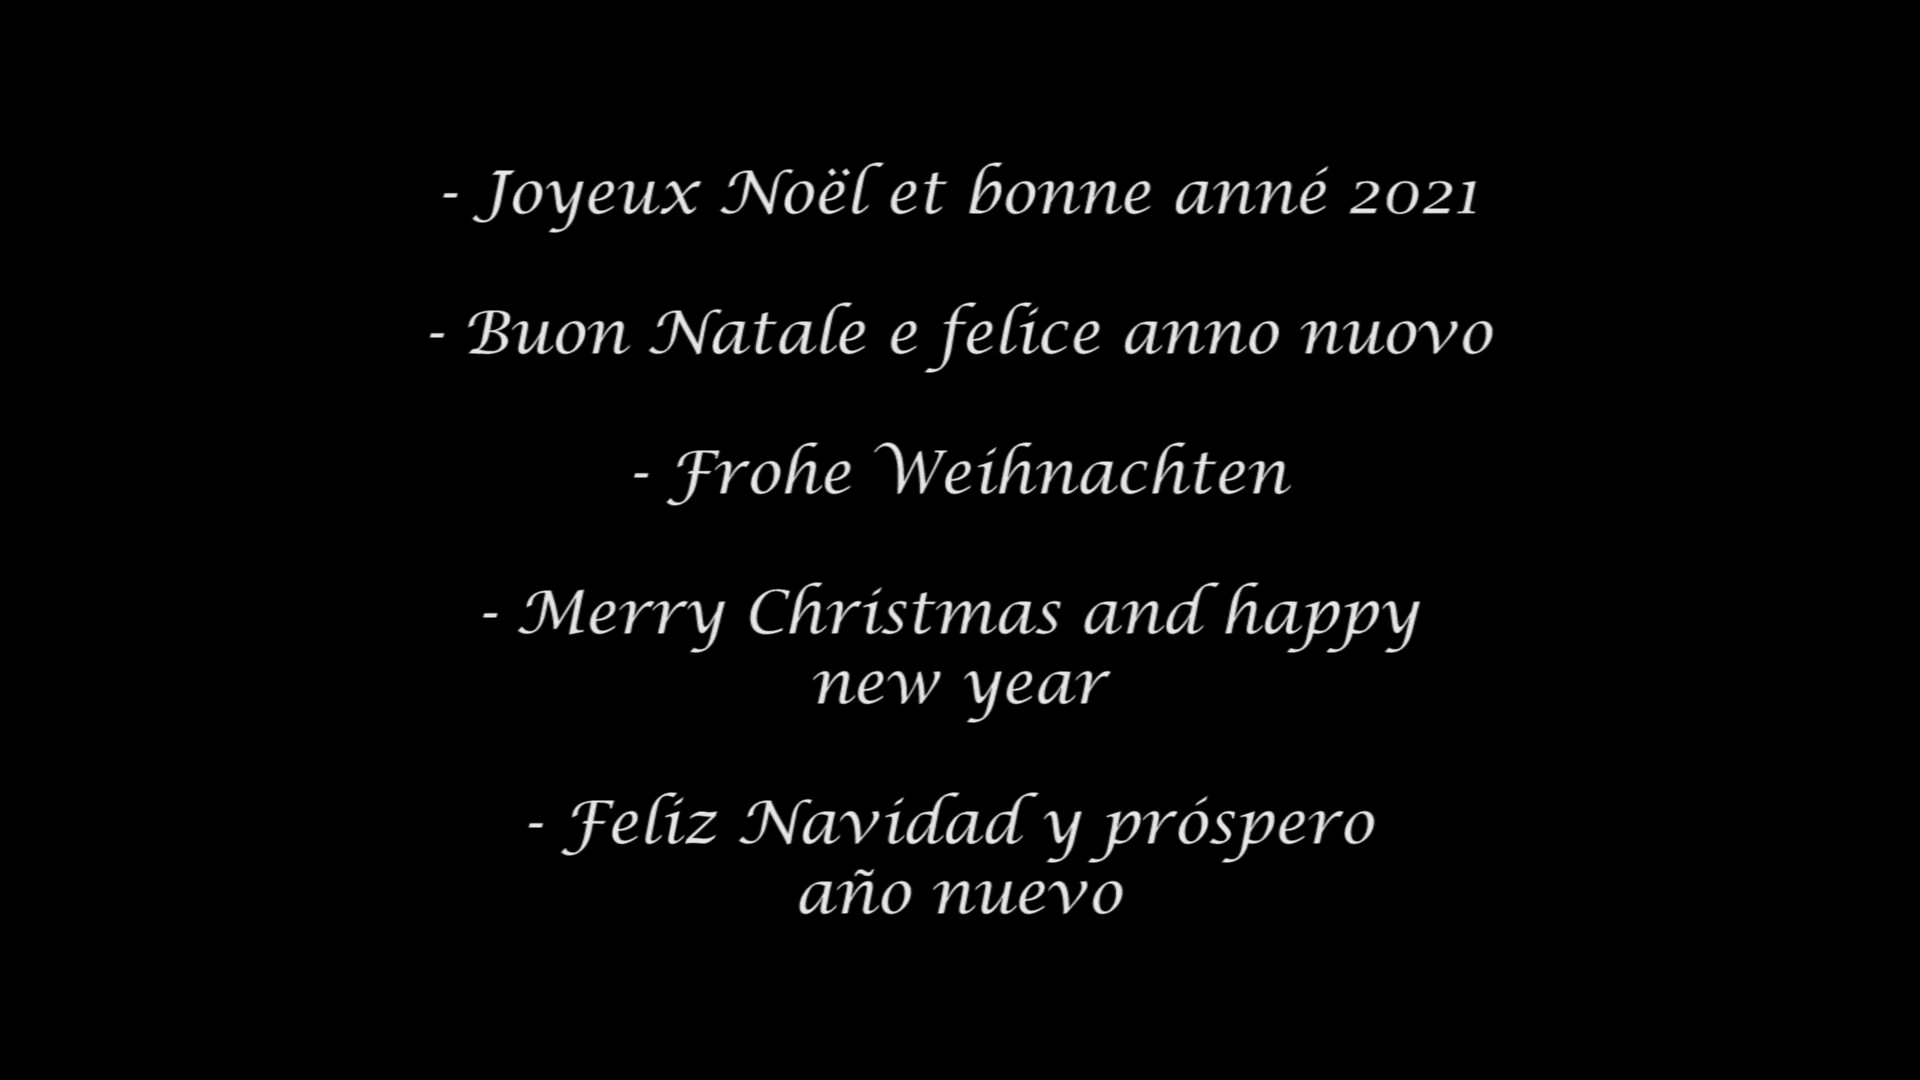 - Joyeux Noël et bonne anné 2021
- Buon Natale e felice anno nuovo
- Frohe Weihnachten
- Merry Christmas and happy
new year
- Feliz Navidad y próspero
año nuevo